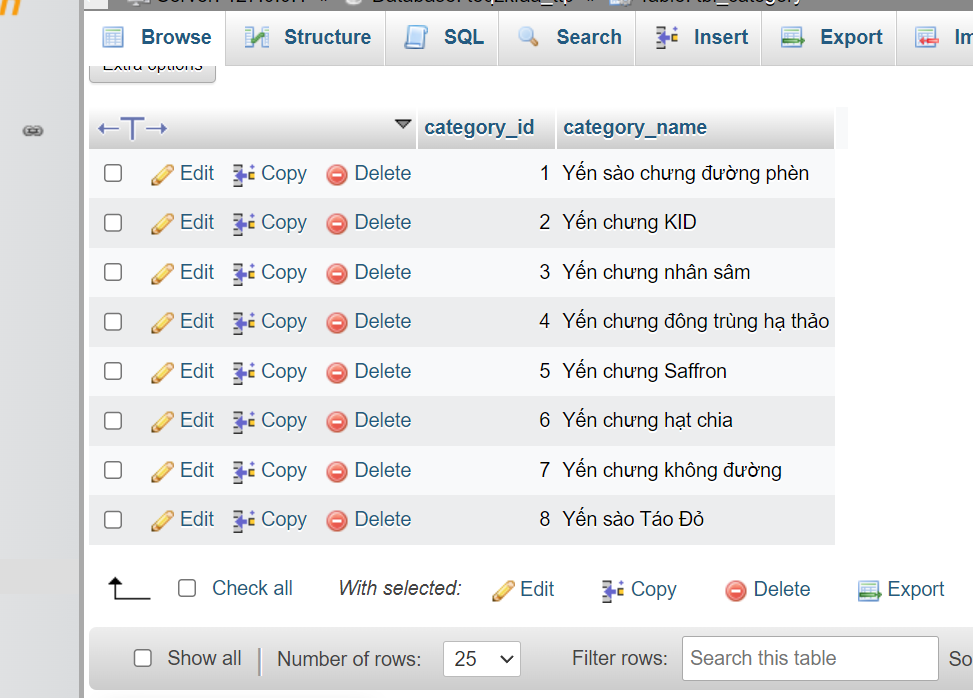 Browse Structure SQL Search Insert Export
Extra options
category_id category_name
Edit Copy Delete 1 Yến sào chưng đường phèn
Edit Copy Delete 2 Yến chưng KID
Edit Copy Delete 3 Yến chưng nhân sâm
Edit Copy Delete 4 Yến chưng đông trùng hạ thảo
Edit Copy Delete 5 Yến chưng Saffron
Edit Copy Delete 6 Yến chưng hạt chia
Edit Copy Delete 7 Yến chưng không đường
Edit Copy Delete 8 Yến sào Táo Đỏ
Check all With selected: Edit Copy Delete Export
Show all Number of rows: 25 Filter rows: Search this table